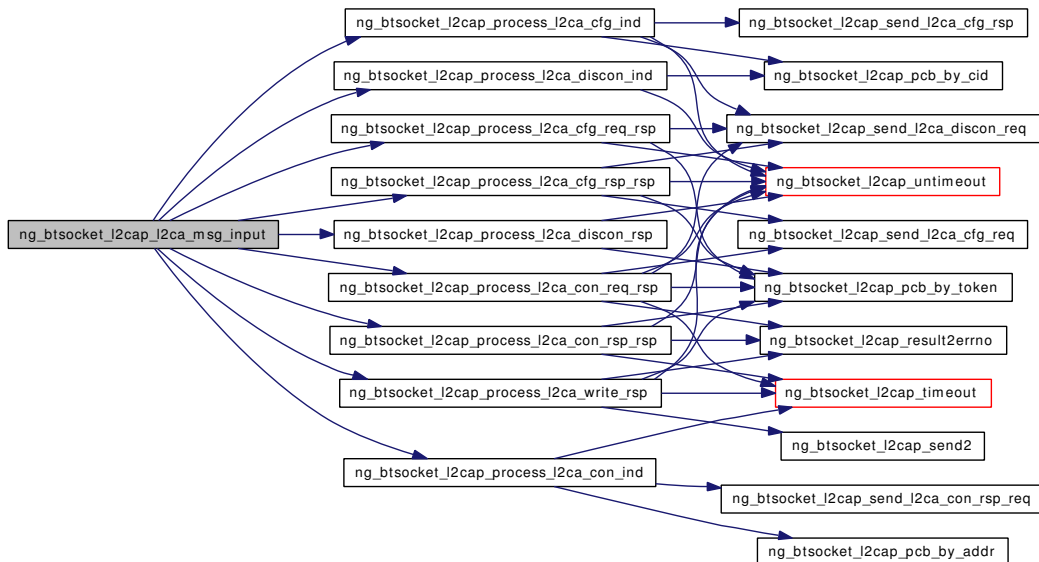 ng_btsocket_l2cap_l2ca_msg_input
ng_btsocket_l2cap_process_l2ca_cfg_ind
ng_btsocket_l2cap_process_l2ca_discon_ind
ng_btsocket_l2cap_process_l2ca_cfg_req_rsp
ng_btsocket_l2cap_process_l2ca_cfg_rsp_rsp
ng_btsocket_l2cap_process_l2ca_discon_rsp
ng_btsocket_l2cap_process_l2ca_con_req_rsp
ng_btsocket_l2cap_process_l2ca_con_rsp_rsp
ng_btsocket_l2cap_process_l2ca_write_rsp
ng_btsocket_l2cap_process_l2ca_con_ind
ng_btsocket_l2cap_send_l2ca_cfg_rsp
ng_btsocket_l2cap_pcb_by_cid
ng_btsocket_l2cap_send_l2ca_discon_req
ng_btsocket_l2cap_untimeout
ng_btsocket_l2cap_send_l2ca_cfg_req
ng_btsocket_l2cap_pcb_by_token
ng_btsocket_l2cap_result2errno
ng_btsocket_l2cap_timeout
ng_btsocket_l2cap_send2
ng_btsocket_l2cap_send_l2ca_con_rsp_req
ng_btsocket_l2cap_pcb_by_addr